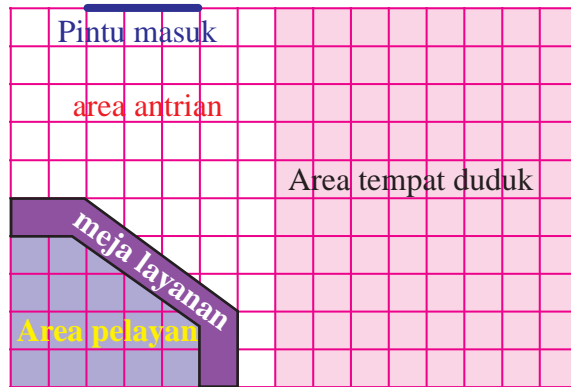 Pintu masuk
area antrian
Area tempat duduk
meja layanan
Area pelayan